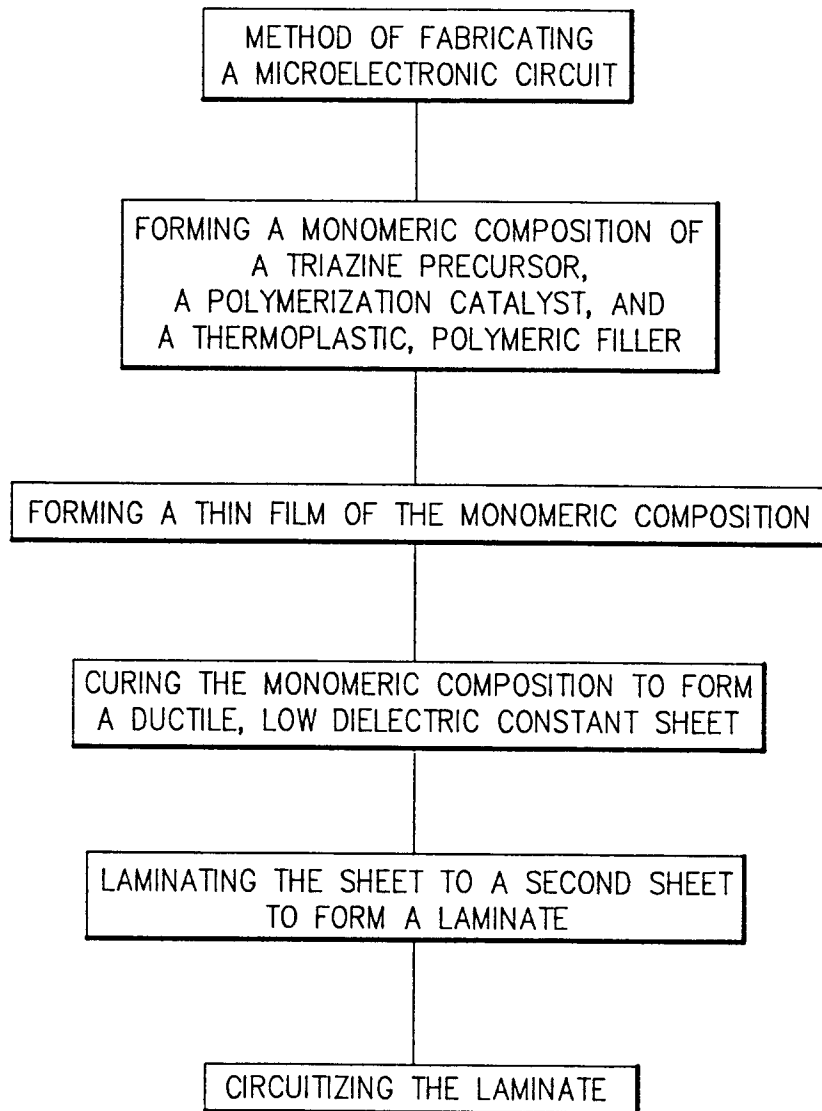 METHOD OF FABRICATING
A MICROELECTRONIC CIRCUIT
FORMING A MONOMERIC COMPOSITION OF
A TRIAZINE PRECURSOR,
A POLYMERIZATION CATALYST, AND
A THERMOPLASTIC, POLYMERIC FILLER
FORMING A THIN FILM OF THE MONOMERIC COMPOSITION
CURING THE MONOMERIC COMPOSITION TO FORM
A DUCTILE, LOW DIELECTRIC CONSTANT SHEET
LAMINATING THE SHEET TO A SECOND SHEET
TO FORM A LAMINATE
CIRCUITIZING THE LAMINATE